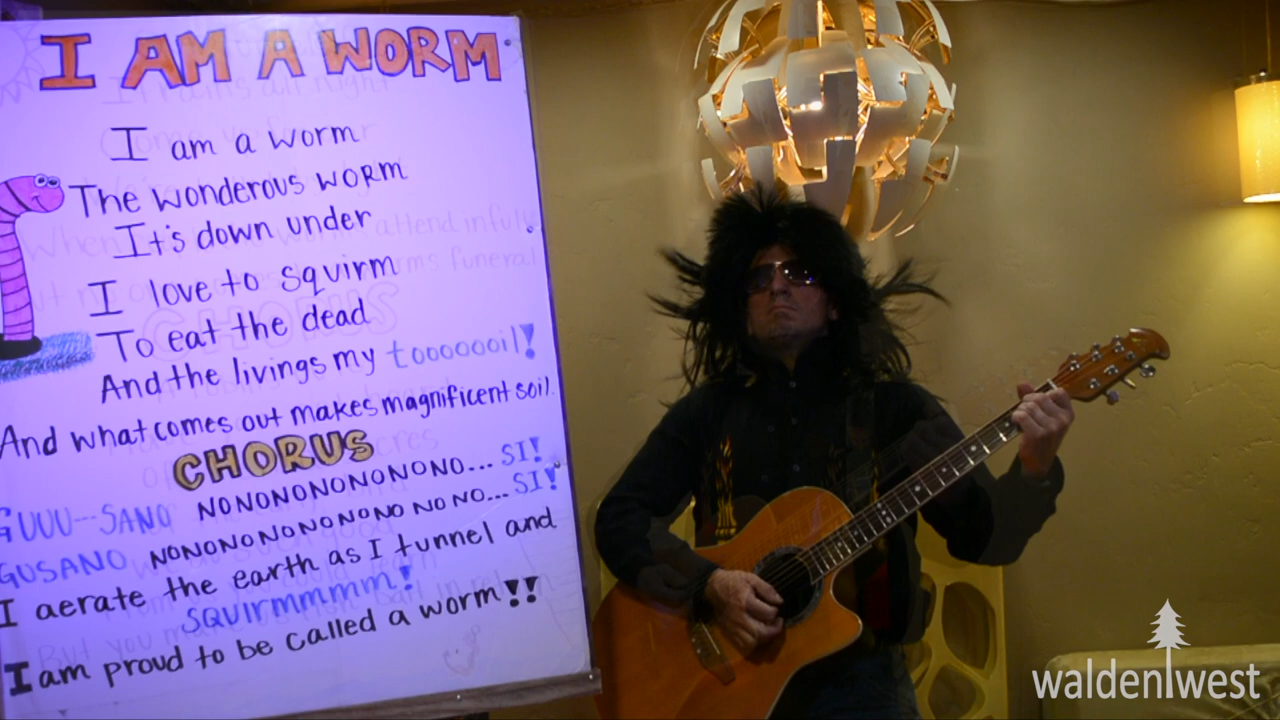 I AM A WORM
I am a worm
The wonderous worm
It's down under
I love to squirm
To eat the dead
And the livings my tooooooil!
And what comes out makes magnificent soil.
CHORUS
GUUU---SANO NONONONONONO... SI!
GUSANO NONONONONONONO NO NO... SI!
I aerate the earth as I tunnel and
SQUIRMMMMM!
I am proud to be called a worm!!
waldenwest